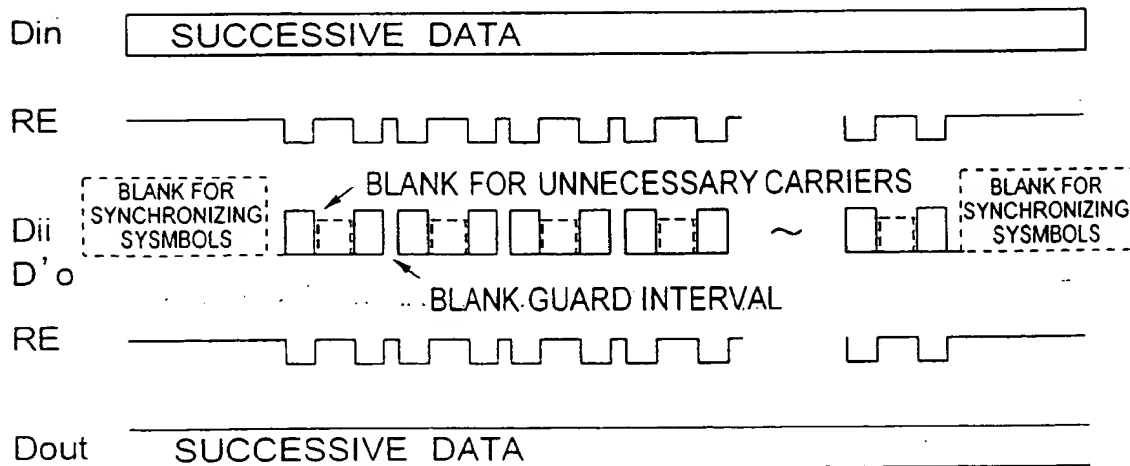 Din SUCCESSIVE DATA
RE
BLANK FOR UNNECESSARY CARRIERS
BLANK FOR
SYNCHRONIZING
SYSMBOLS
Dii
~
BLANK FOR
SYNCHRONIZING
SYSMBOLS
D'o
BLANK GUARD INTERVAL
RE
Dout SUCCESSIVE DATA